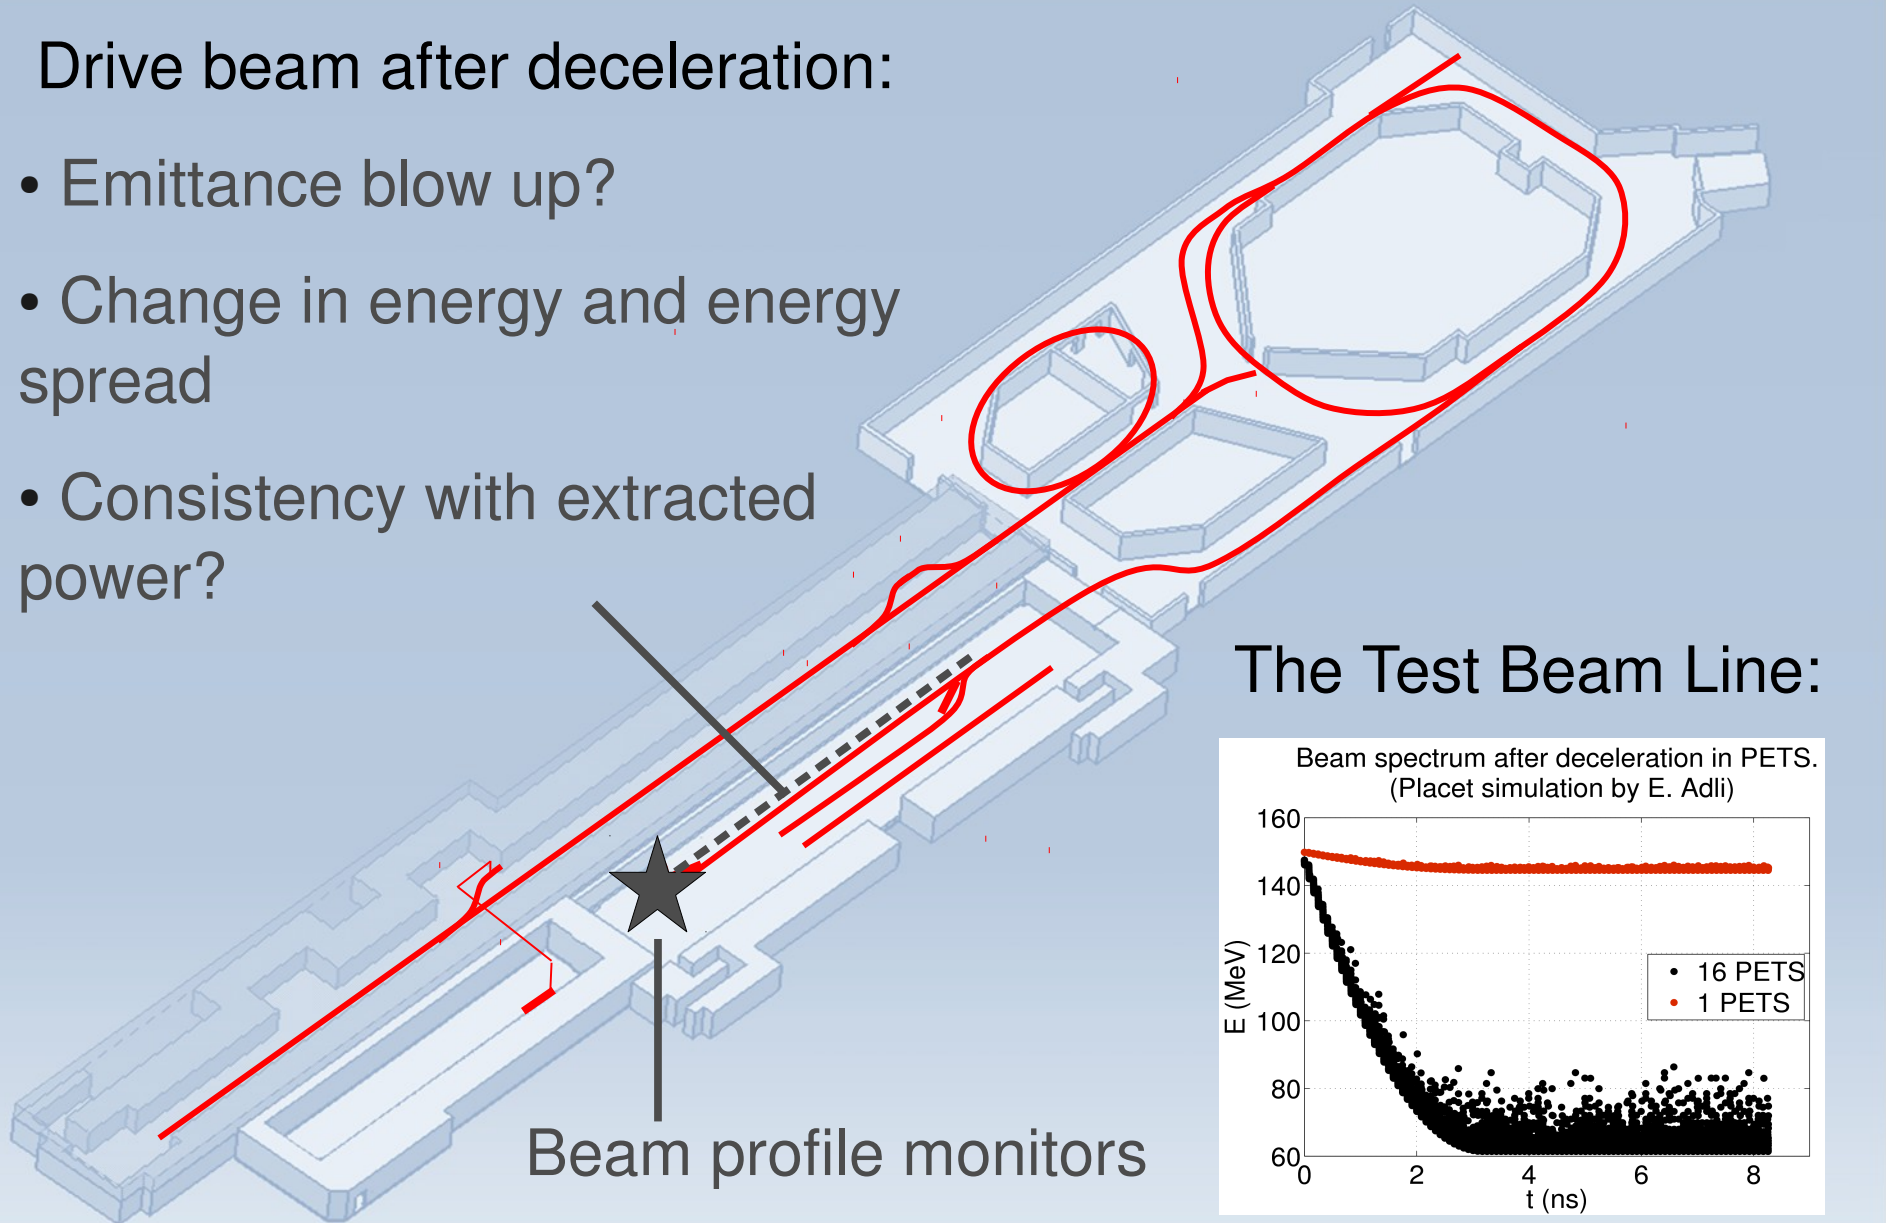 Drive beam after deceleration:
• Emittance blow up?
• Change in energy and energy
spread
• Consistency with extracted
power?
The Test Beam Line:
Beam spectrum after deceleration in PETS.
(Placet simulation by E. Adli)
160
140
120
100
80
60
E (MeV)
16 PETS
1 PETS
0 2 4 6 8
t (ns)
Beam profile monitors